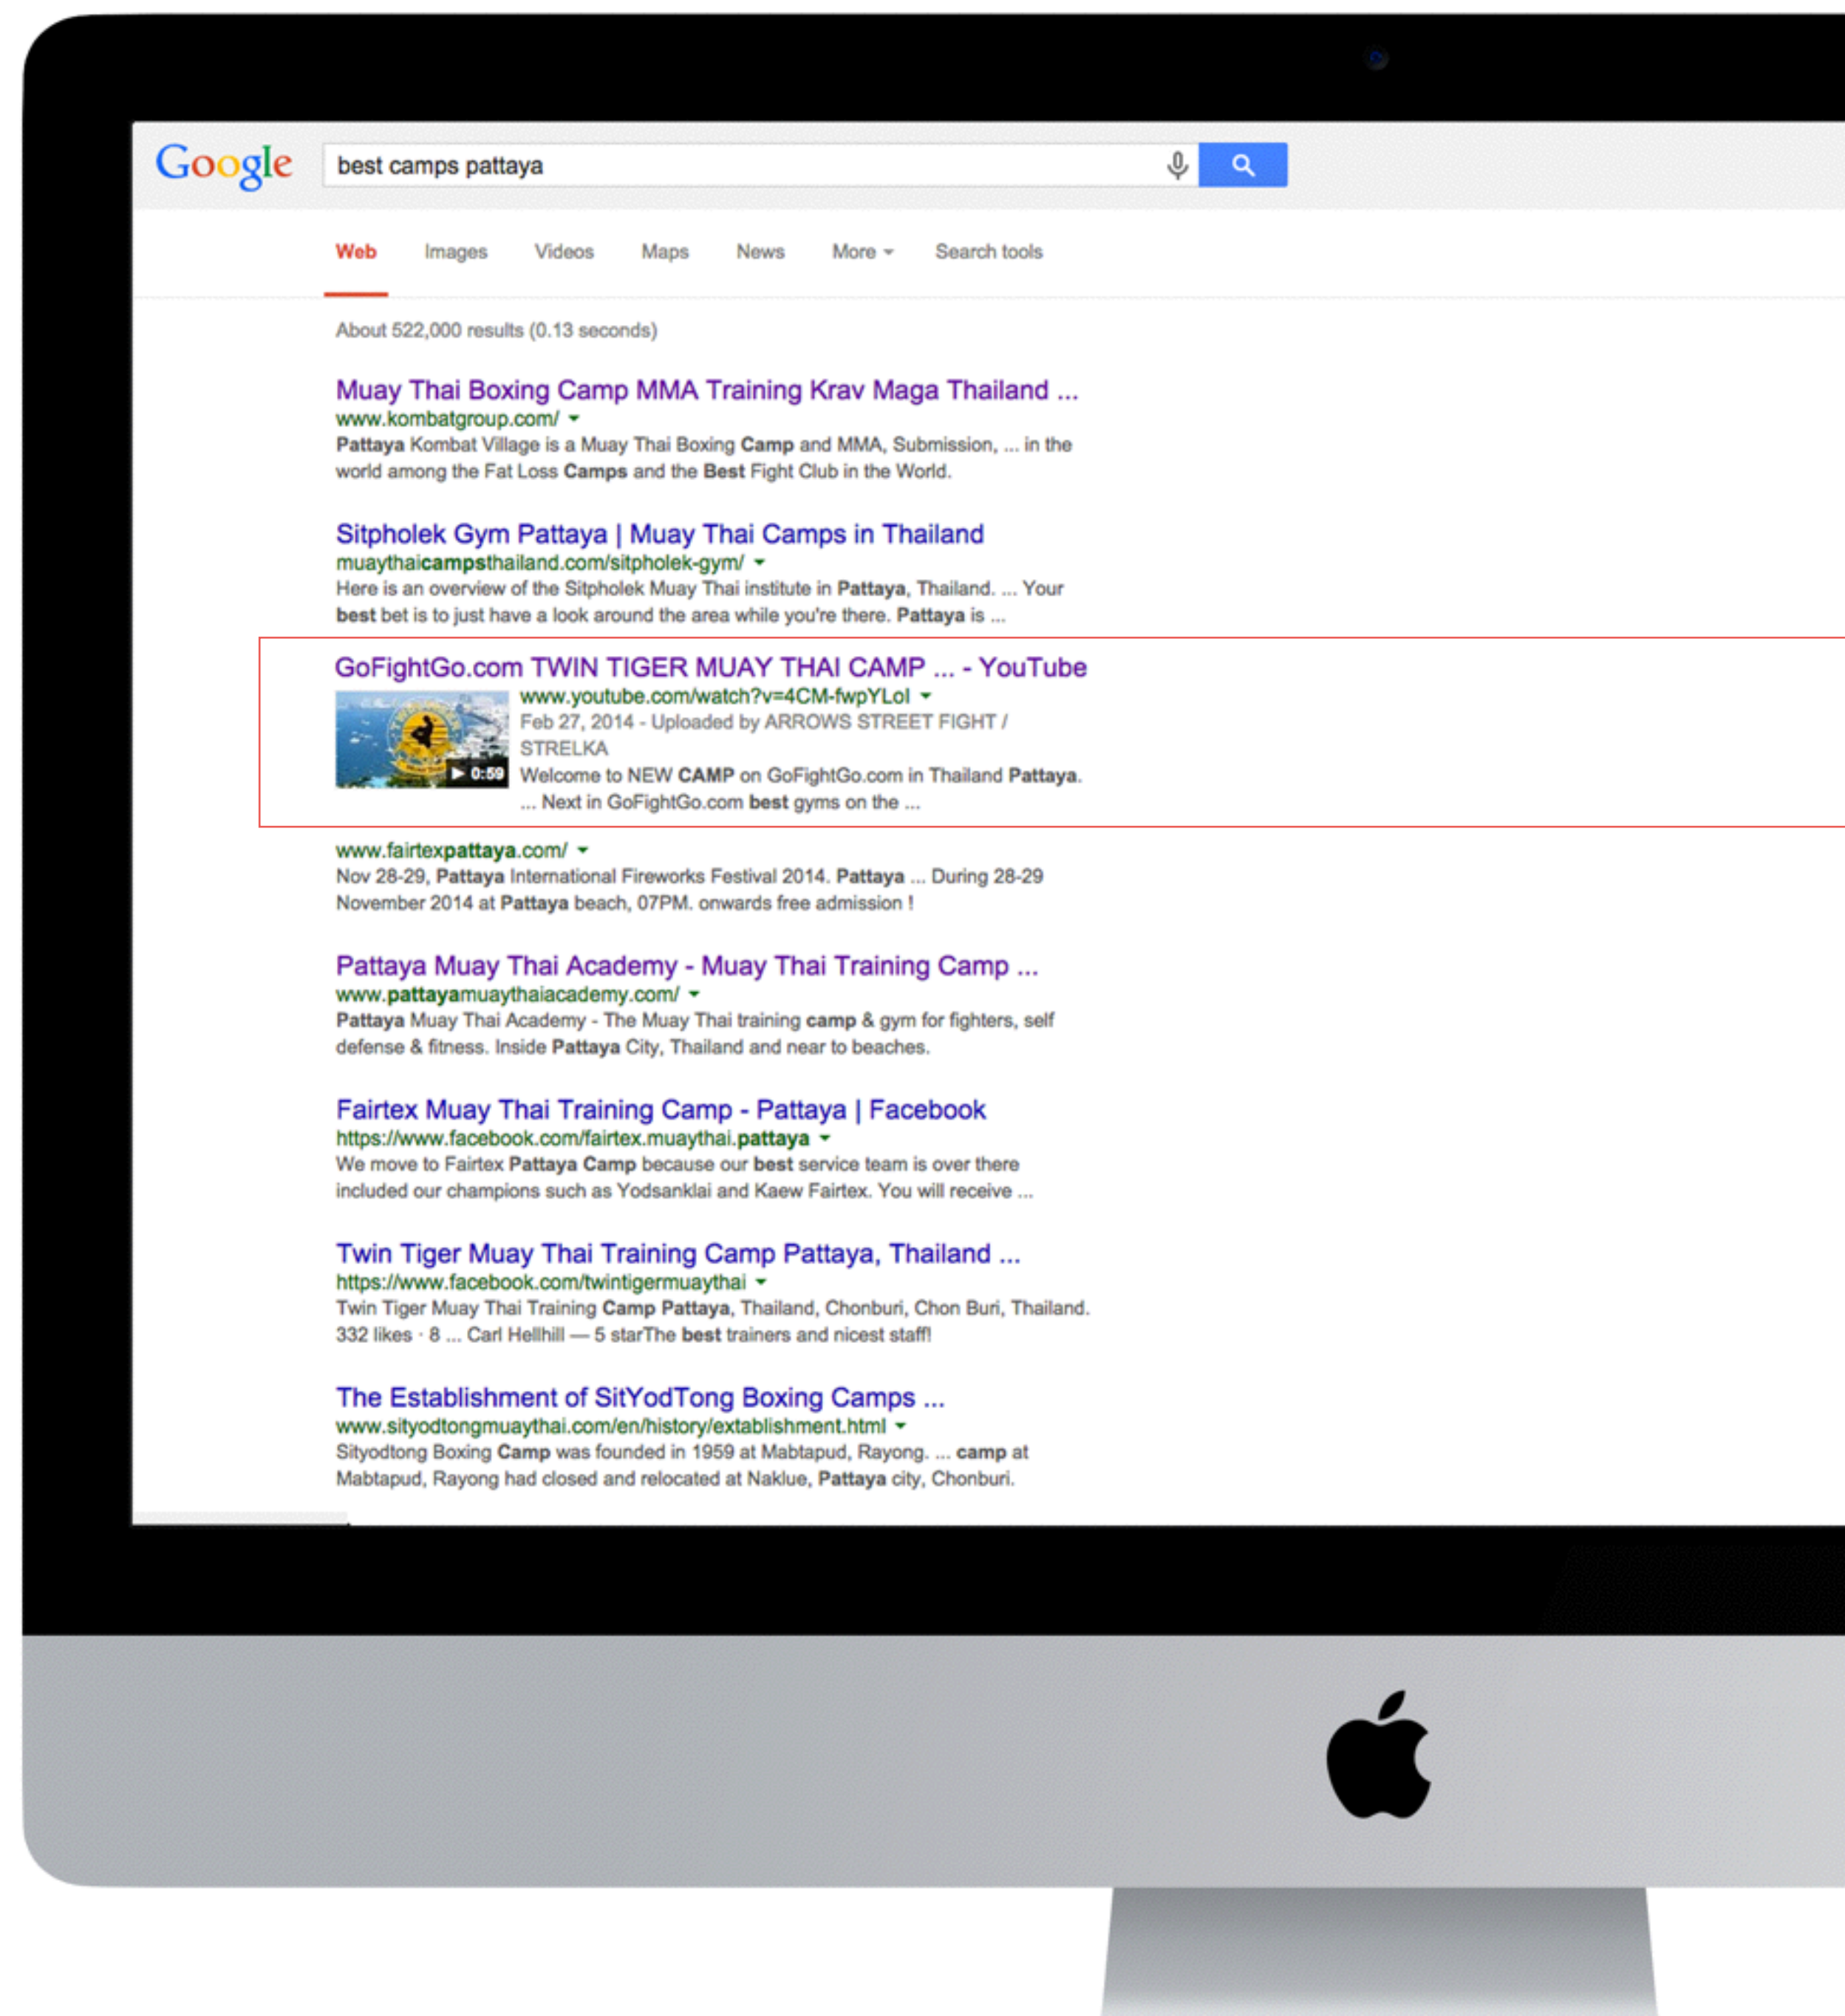 Google
best camps pattaya
Web Images Videos Maps News More Search tools
About 522,000 results (0.13 seconds)
Muay Thai Boxing Camp MMA Training Krav Maga Thailand ...
www.kombatgroup.com/
Pattaya Kombat Village is a Muay Thai Boxing Camp and MMA, Submission, ... in the
world among the Fat Loss Camps and the Best Fight Club in the World.
Sitpholek Gym Pattaya | Muay Thai Camps in Thailand
muaythaicampsthailand.com/sitpholek-gym/
Here is an overview of the Sitpholek Muay Thai institute in Pattaya, Thailand. ... Your
best bet is to just have a look around the area while you're there. Pattaya is ...
GoFightGo.com TWIN TIGER MUAY THAI CAMP ... - YouTube
www.youtube.com/watch?v=4CM-fwpYLoI
Feb 27, 2014 - Uploaded by ARROWS STREET FIGHT /
STRELKA
0:59
Welcome to NEW CAMP on GoFightGo.com in Thailand Pattaya.
... Next in GoFightGo.com best gyms on the ...
www.fairtexpattaya.com/
Nov 28-29, Pattaya International Fireworks Festival 2014. Pattaya ... During 28-29
November 2014 at Pattaya beach, 07PM. onwards free admission !
Pattaya Muay Thai Academy - Muay Thai Training Camp ...
www.pattayamuaythaiacademy.com/
Pattaya Muay Thai Academy - The Muay Thai training camp & gym for fighters, self
defense & fitness. Inside Pattaya City, Thailand and near to beaches.
Fairtex Muay Thai Training Camp - Pattaya | Facebook
https://www.facebook.com/fairtex.muaythai.pattaya
We move to Fairtex Pattaya Camp because our best service team is over there
included our champions such as Yodsanklai and Kaew Fairtex. You will receive ...
Twin Tiger Muay Thai Training Camp Pattaya, Thailand ...
https://www.facebook.com/twintigermuaythai
Twin Tiger Muay Thai Training Camp Pattaya, Thailand, Chonburi, Chon Buri, Thailand.
332 likes · 8 ... Carl Hellhill — 5 starThe best trainers and nicest staff!
The Establishment of SitYodTong Boxing Camps ...
www.sityodtongmuaythai.com/en/history/extablishment.html
Sityodtong Boxing Camp was founded in 1959 at Mabtapud, Rayong. ... camp at
Mabtapud, Rayong had closed and relocated at Naklue, Pattaya city, Chonburi.